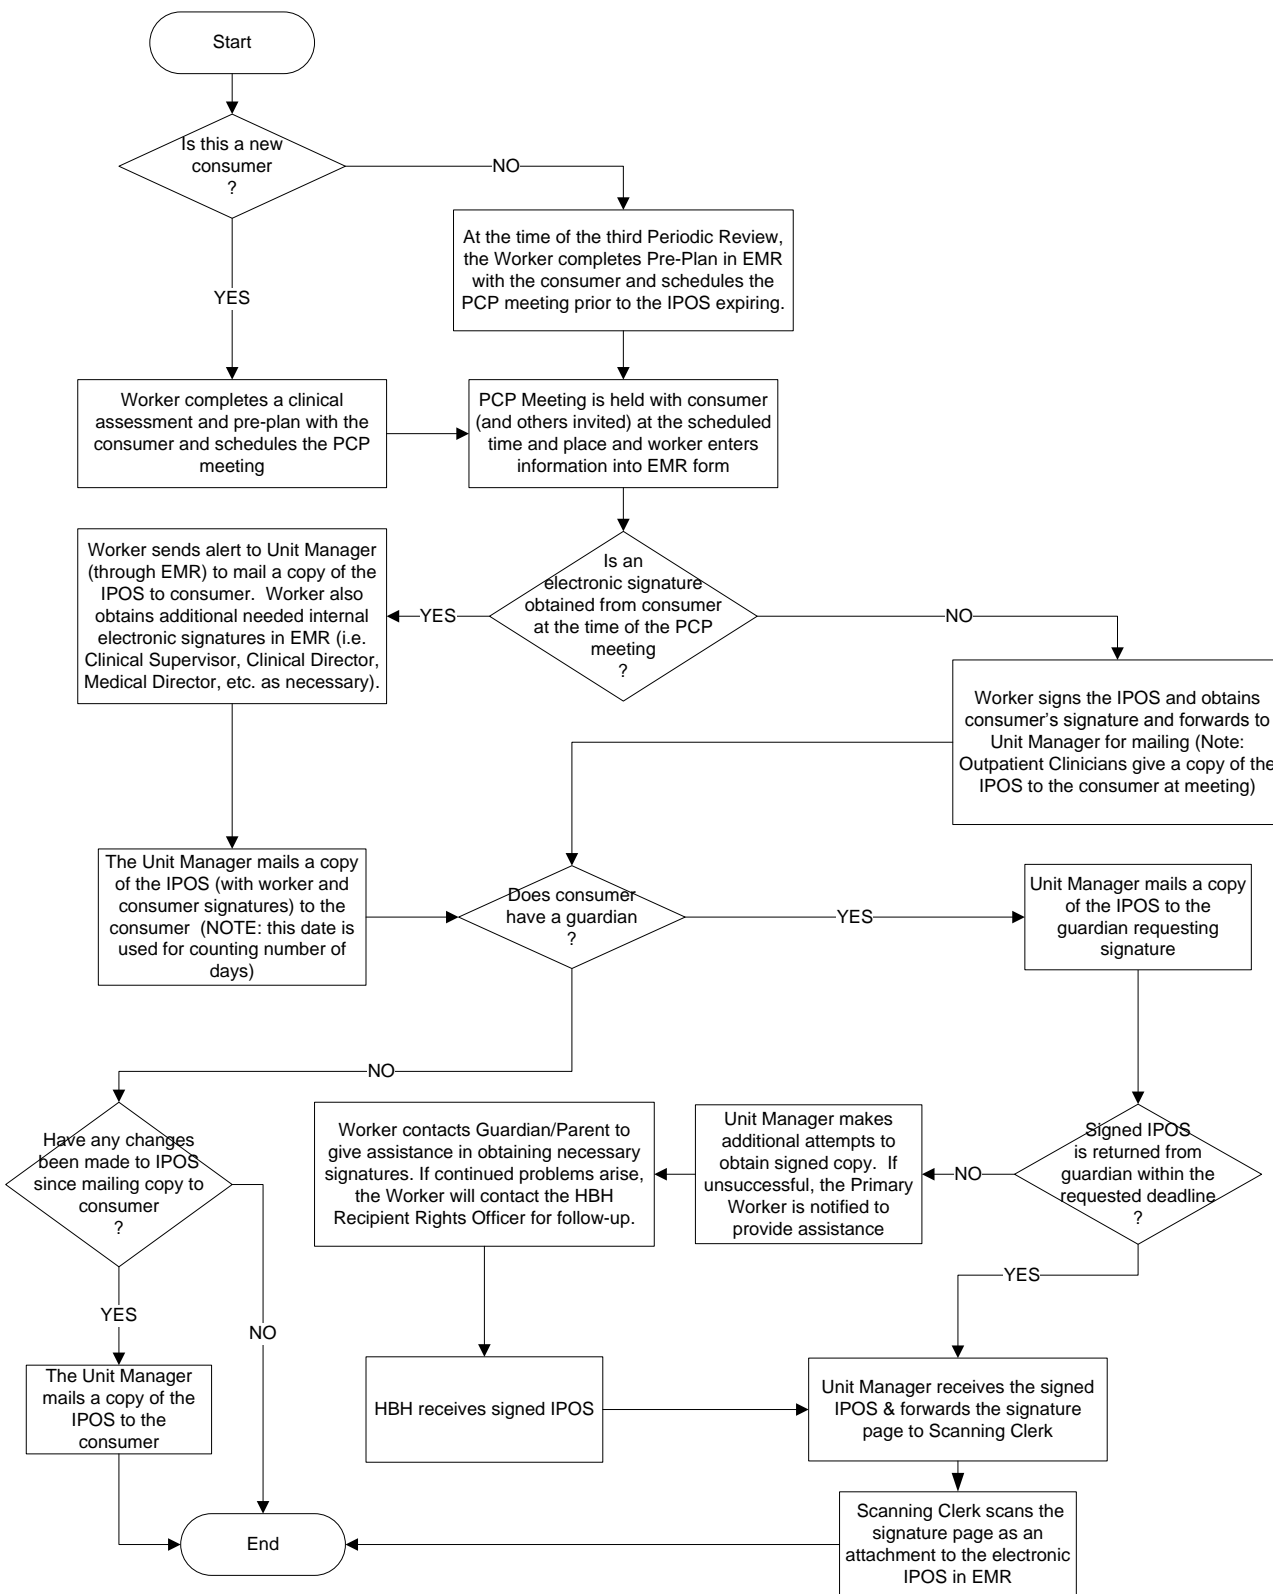 Start
Is this a new
consumer
?
NO
At the time of the third Periodic Review,
the Worker completes Pre-Plan in EMR
with the consumer and schedules the
PCP meeting prior to the IPOS expiring.
YES
Worker completes a clinical
assessment and pre-plan with the
consumer and schedules the PCP
meeting
PCP Meeting is held with consumer
(and others invited) at the scheduled
time and place and worker enters
information into EMR form
Worker sends alert to Unit Manager
(through EMR) to mail a copy of the
IPOS to consumer.  Worker also
obtains additional needed internal
electronic signatures in EMR (i.e.
Clinical Supervisor, Clinical Director,
Medical Director, etc. as necessary).
YES
Is an
electronic signature
obtained from consumer
at the time of the PCP
meeting
?
NO
Worker signs the IPOS and obtains
consumer's signature and forwards to
Unit Manager for mailing (Note:
Outpatient Clinicians give a copy of the
IPOS to the consumer at meeting)
The Unit Manager mails a copy
of the IPOS (with worker and
consumer signatures) to the
consumer  (NOTE: this date is
used for counting number of
days)
Does consumer
have a guardian
?
YES
Unit Manager mails a copy
of the IPOS to the
guardian requesting
signature
NO
Have any changes
been made to IPOS
since mailing copy to
consumer
?
Worker contacts Guardian/Parent to
give assistance in obtaining necessary
signatures. If continued problems arise,
the Worker will contact the HBH
Recipient Rights Officer for follow-up.
Unit Manager makes
additional attempts to
obtain signed copy.  If
unsuccessful, the Primary
Worker is notified to
provide assistance
NO
Signed IPOS
is returned from
guardian within the
requested deadline
?
YES
YES
NO
The Unit Manager
mails a copy of the
IPOS to the
consumer
HBH receives signed IPOS
Unit Manager receives the signed
IPOS & forwards the signature
page to Scanning Clerk
End
Scanning Clerk scans the
signature page as an
attachment to the electronic
IPOS in EMR